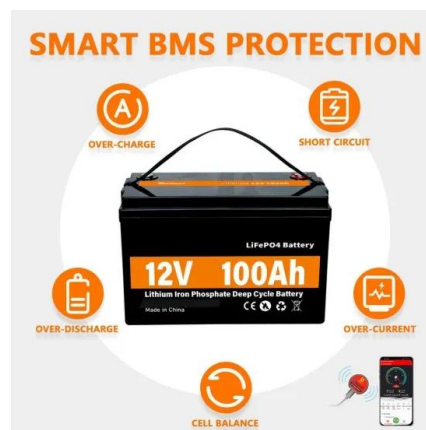 SMART BMS PROTECTION
A
OVER-CHARGE
SHORT CIRCUIT
LiFePO4 Battery
12V 100Ah
Lithium Iron Phosphate Deep Cycle Battery
Made in China
CE
OVER-DISCHARGE
OVER-CURRENT
CELL BALANCE